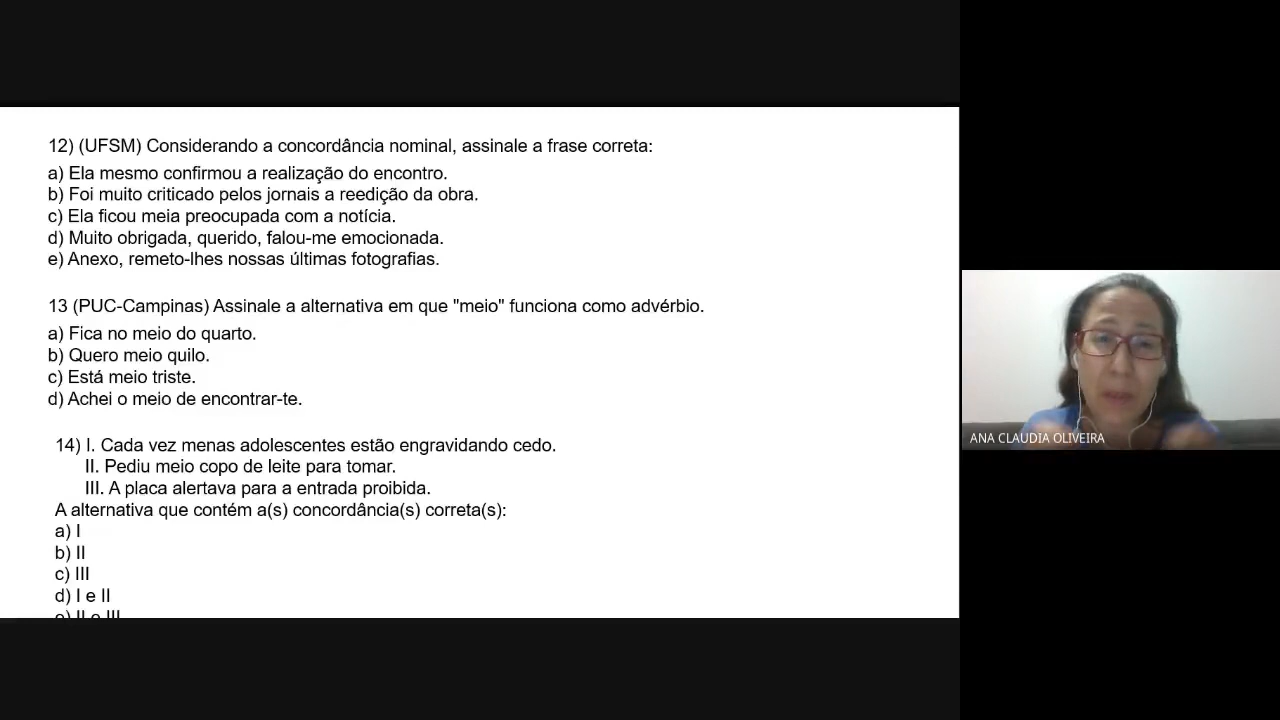 12) (UFSM) Considerando a concordância nominal, assinale a frase correta:
a) Ela mesmo confirmou a realização do encontro.
b) Foi muito criticado pelos jornais a reedição da obra.
c) Ela ficou meia preocupada com a notícia.
d) Muito obrigada, querido, falou-me emocionada.
e) Anexo, remeto-lhes nossas últimas fotografias.
13 (PUC-Campinas) Assinale a alternativa em que "meio" funciona como advérbio.
a) Fica no meio do quarto.
b) Quero meio quilo.
c) Está meio triste.
d) Achei o meio de encontrar-te.
14) I. Cada vez menas adolescentes estão engravidando cedo.
II. Pediu meio copo de leite para tomar.
III. A placa alertava para a entrada proibida.
A alternativa que contém a(s) concordância(s) correta(s):
a) I
b) II
c) III
d) I e II
e) II e III
ANA CLAUDIA OLIVEIRA